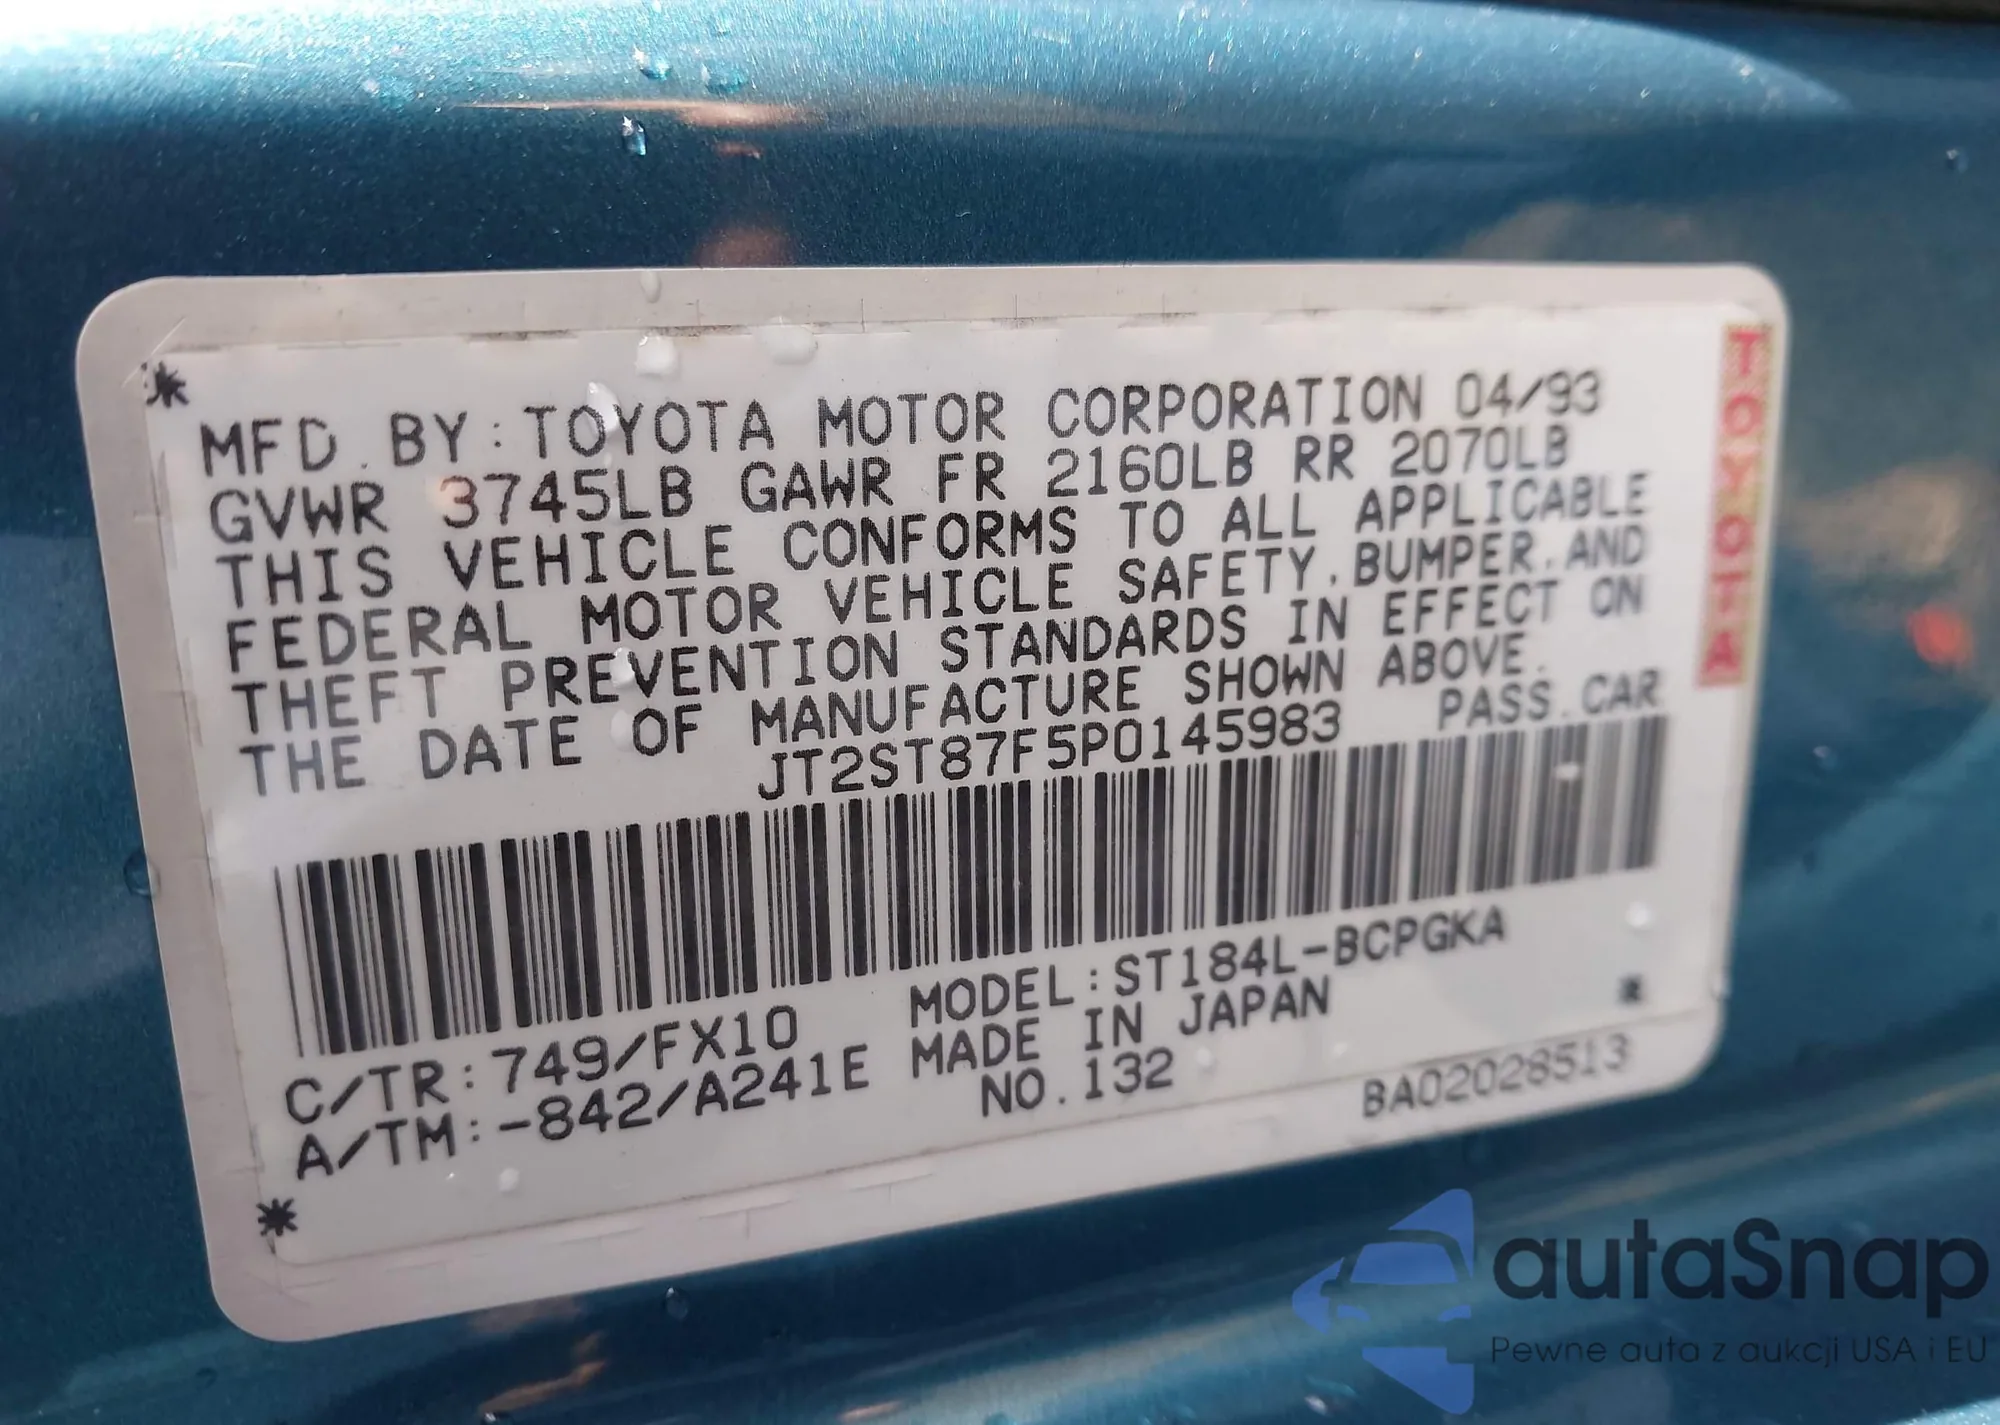 MFD. BY: TOYOTA MOTOR CORPORATION 04/93
GVWR 3745LB GAWR FR 2160LB RR 2070LB
THIS VEHICLE CONFORMS TO ALL APPLICABLE
FEDERAL MOTOR VEHICLE SAFETY, BUMPER, AND
THEFT PREVENTION STANDARDS IN EFFECT ON
THE DATE OF MANUFACTURE SHOWN ABOVE.
JT2ST87F5P0145983 PASS. CAR
C/TR: 749/FX10 MODEL: ST184L-BCPGKA
A/TM: -842/A241E MADE IN JAPAN
NO. 132 BA02028513
TOYOTA
autaSnap
Pewne auta z aukcji USA i EU